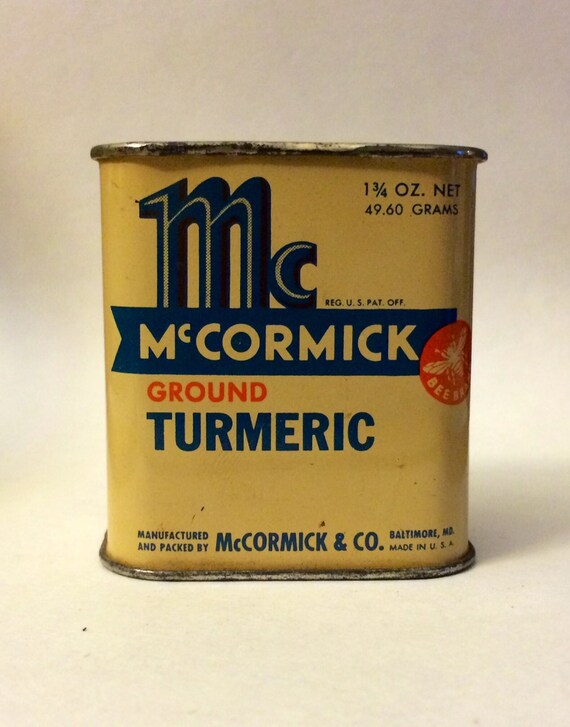 Mc
1¾ OZ. NET
49.60 GRAMS
REG. U. S. PAT. OFF.
McCORMICK
BEE
GROUND
TURMERIC
MANUFACTURED
AND PACKED BY
McCORMICK & CO.
BALTIMORE, MD.
MADE IN U. S. A.